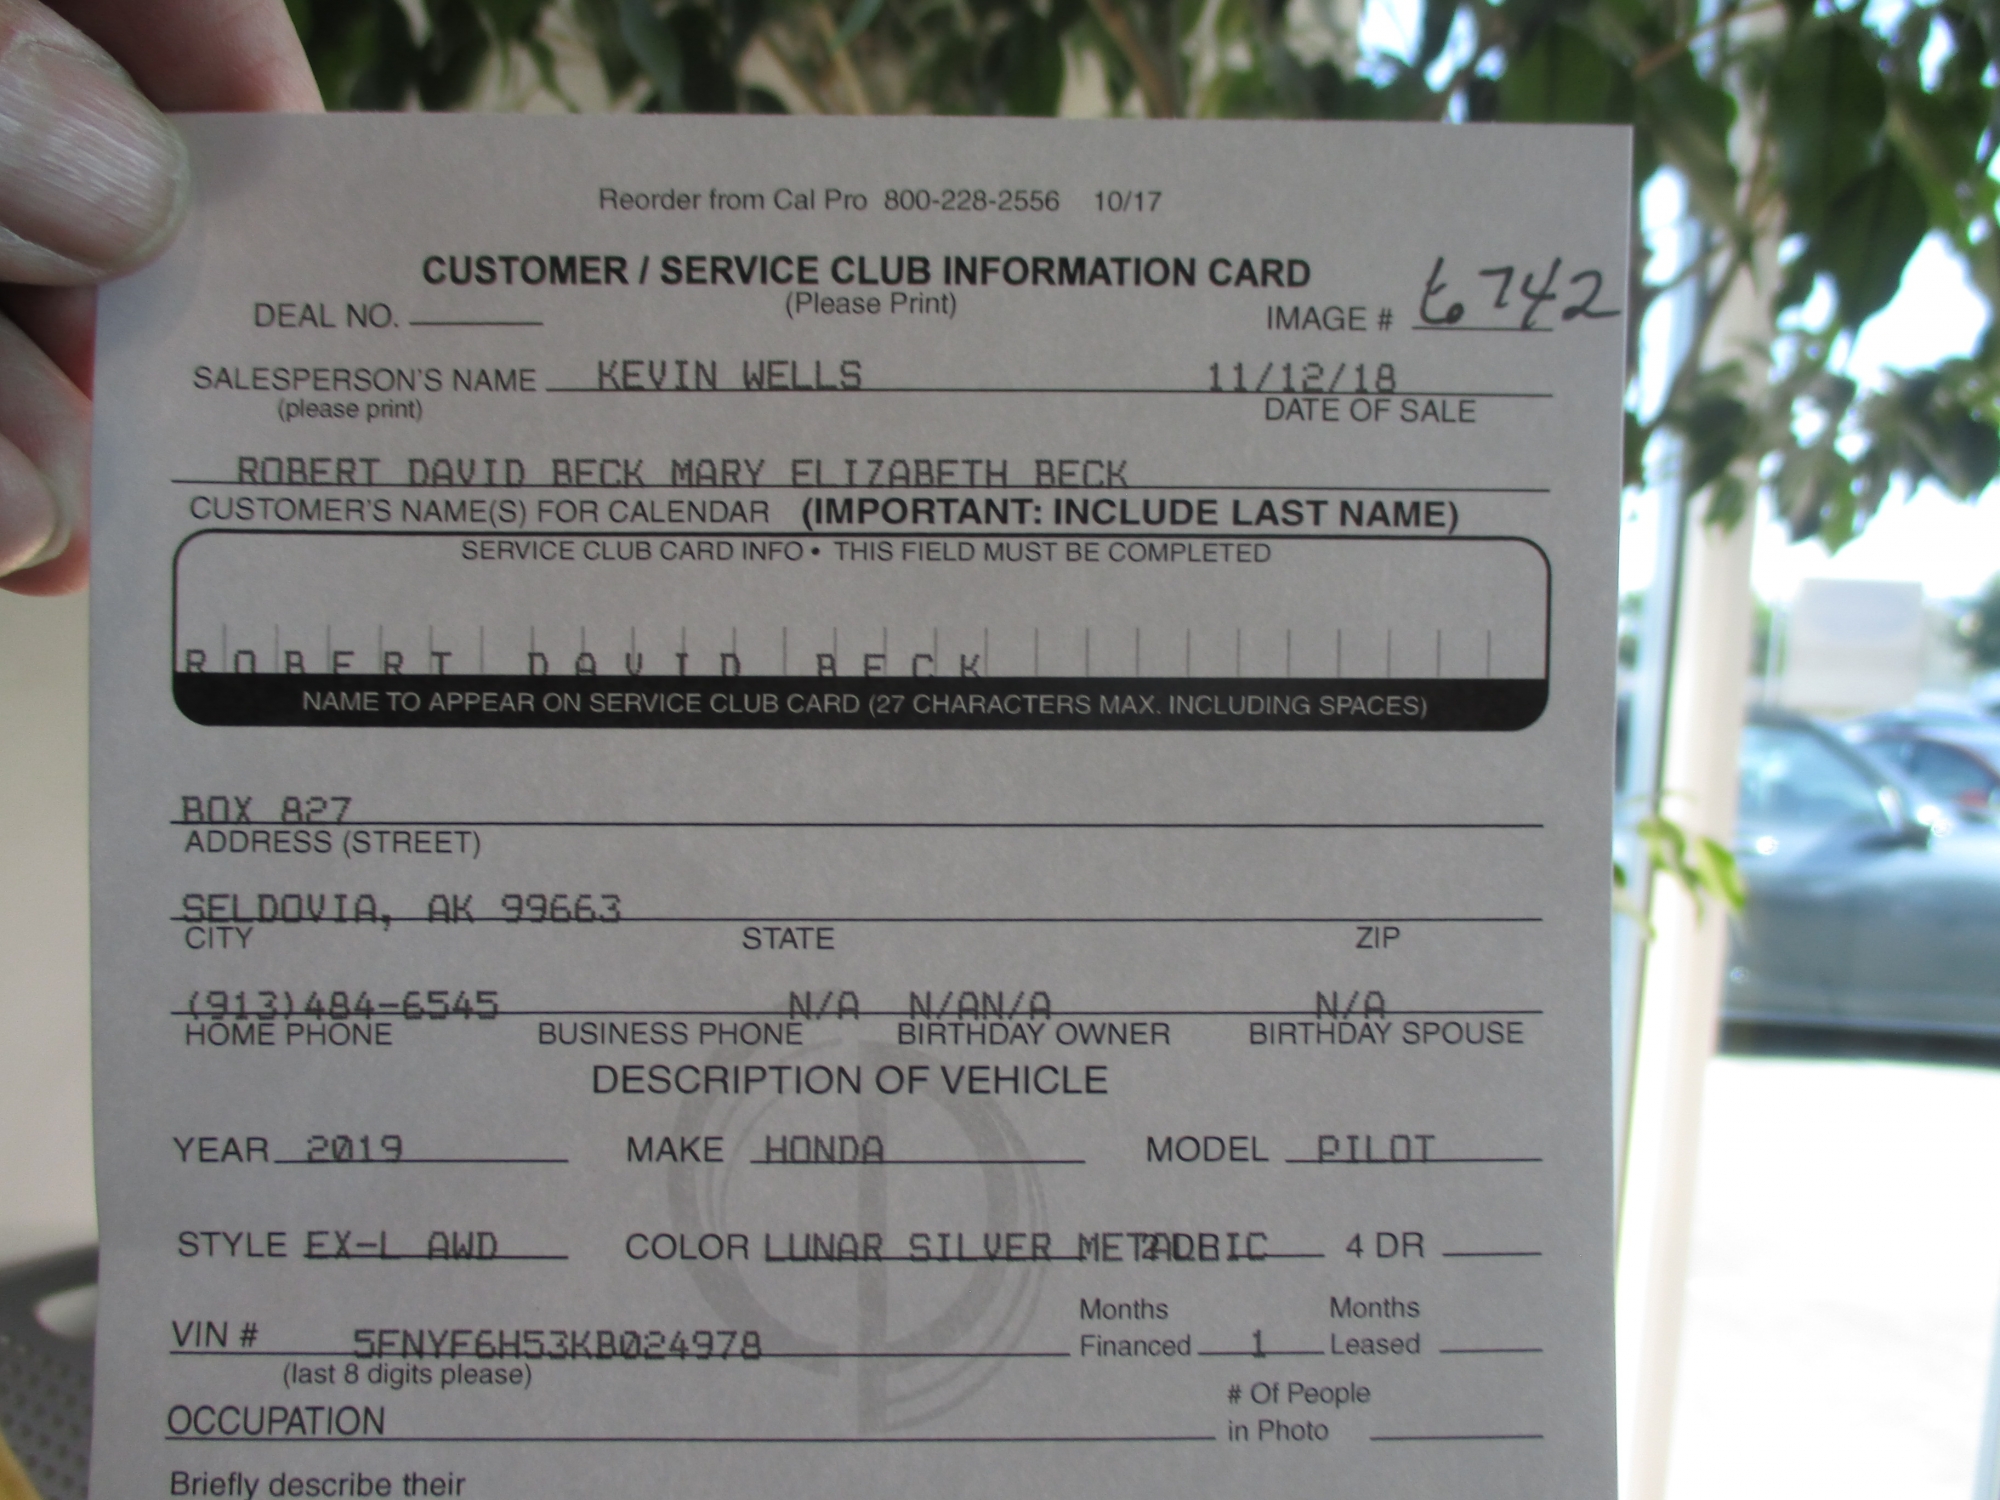 Reorder from Cal Pro 800-228-2556 10/17
CUSTOMER / SERVICE CLUB INFORMATION CARD
(Please Print)
DEAL NO. IMAGE # 6742
SALESPERSON'S NAME KEVIN WELLS 11/12/18
(please print) DATE OF SALE
ROBERT DAVID BECK MARY ELIZABETH BECK
CUSTOMER'S NAME(S) FOR CALENDAR (IMPORTANT: INCLUDE LAST NAME)
SERVICE CLUB CARD INFO • THIS FIELD MUST BE COMPLETED
ROBERT DAVID BECK
NAME TO APPEAR ON SERVICE CLUB CARD (27 CHARACTERS MAX. INCLUDING SPACES)
BOX 827
ADDRESS (STREET)
SELDOVIA, AK 99663
CITY STATE ZIP
(913)484-6545 N/A N/AN/A N/A
HOME PHONE BUSINESS PHONE BIRTHDAY OWNER BIRTHDAY SPOUSE
DESCRIPTION OF VEHICLE
YEAR 2019 MAKE HONDA MODEL PILOT
STYLE EX-L AWD COLOR LUNAR SILVER 4 DR
Months Months
VIN # 5FNYF6H53KB024978 Financed 1 Leased
(last 8 digits please)
# Of People
OCCUPATION in Photo
Briefly describe their